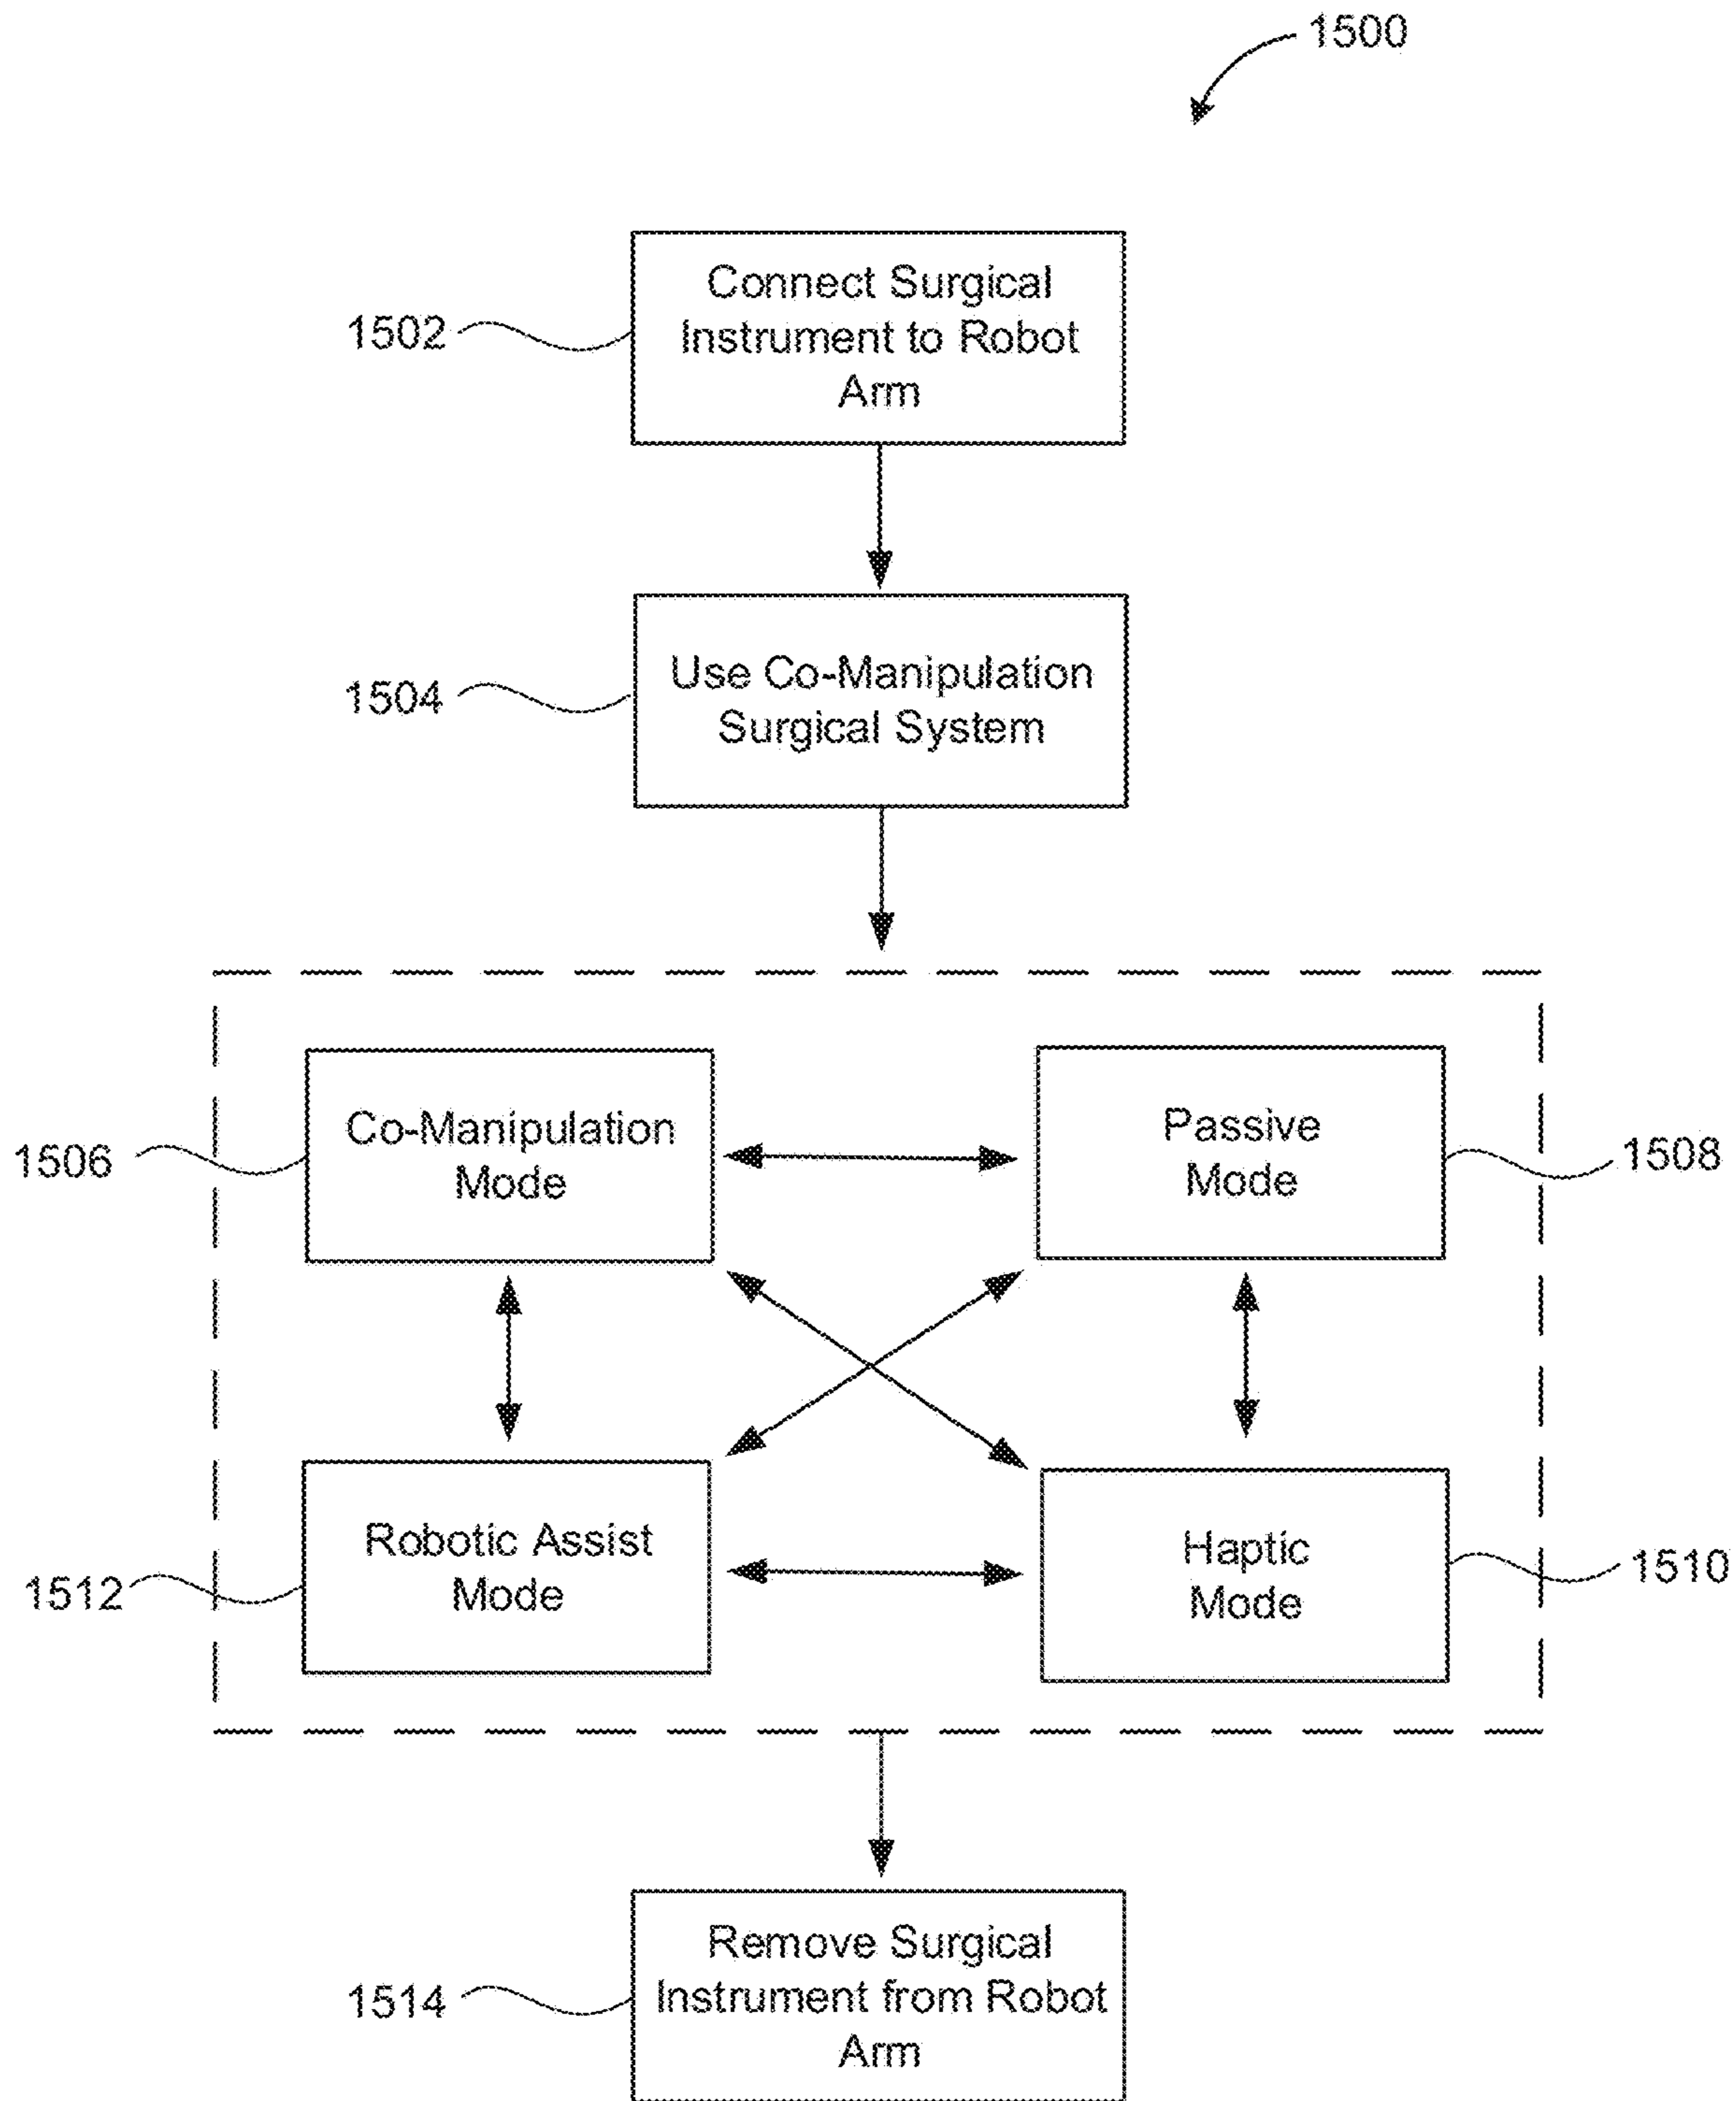 1500
Connect Surgical
Instrument to Robot
Arm
1502
Use Co-Manipulation
Surgical System
1504
Co-Manipulation
Mode
1506
Passive
Mode
1508
Robotic Assist
Mode
1512
Haptic
Mode
1510
Remove Surgical
Instrument from Robot
Arm
1514